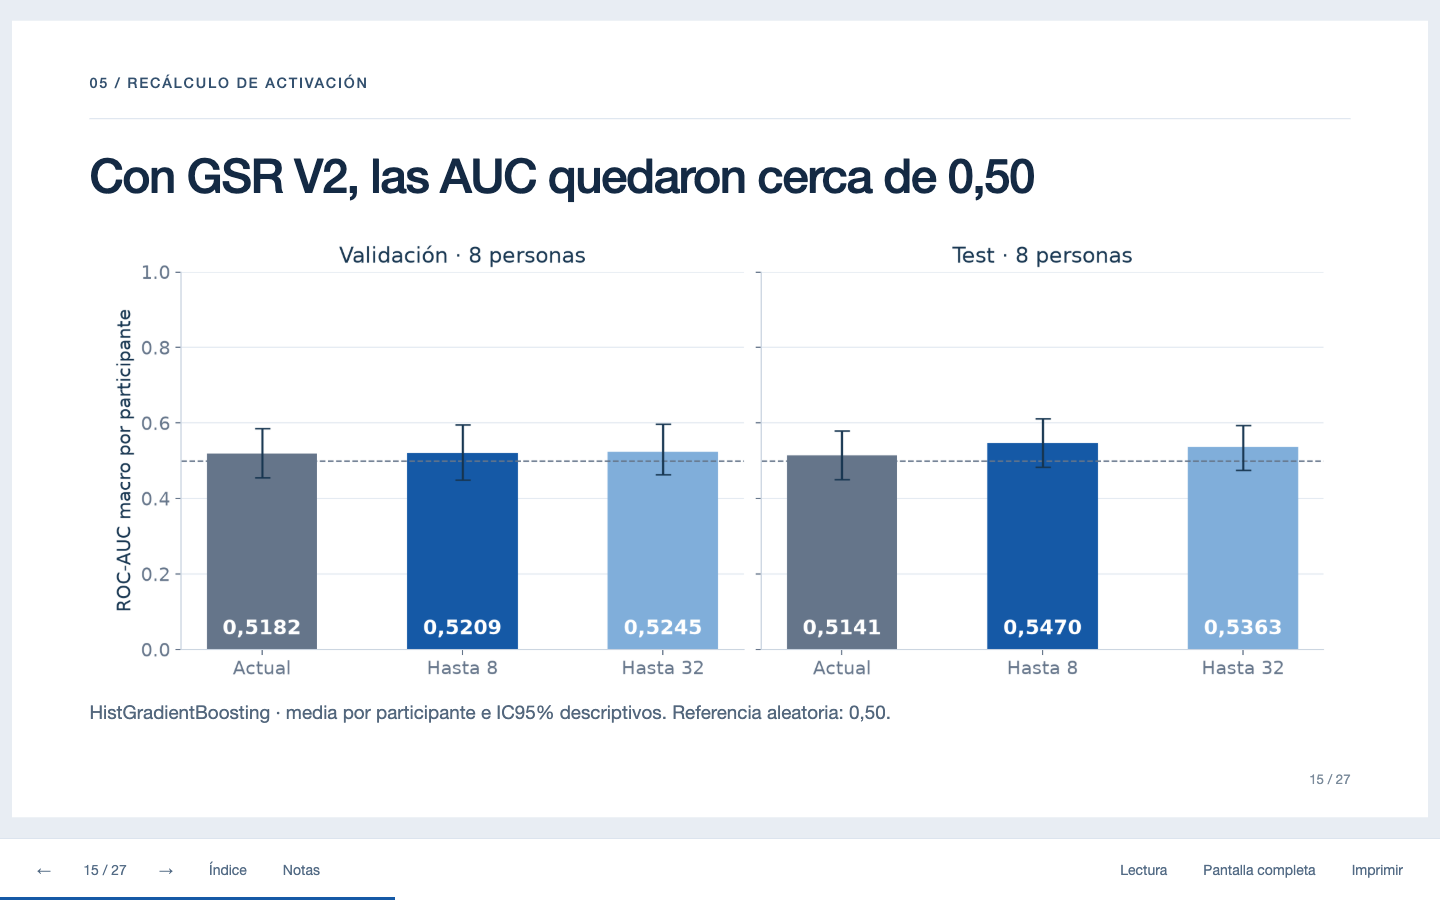 05 / RECÁLCULO DE ACTIVACIÓN
Con GSR V2, las AUC quedaron cerca de 0,50
Validación · 8 personas
Test · 8 personas
ROC-AUC macro por participante
1.0
0.8
0.6
0.4
0.2
0.0
0,5182
0,5209
0,5245
0,5141
0,5470
0,5363
Actual
Hasta 8
Hasta 32
Actual
Hasta 8
Hasta 32
HistGradientBoosting · media por participante e IC95% descriptivos. Referencia aleatoria: 0,50.
15 / 27
← 15 / 27 → Índice Notas
Lectura Pantalla completa Imprimir